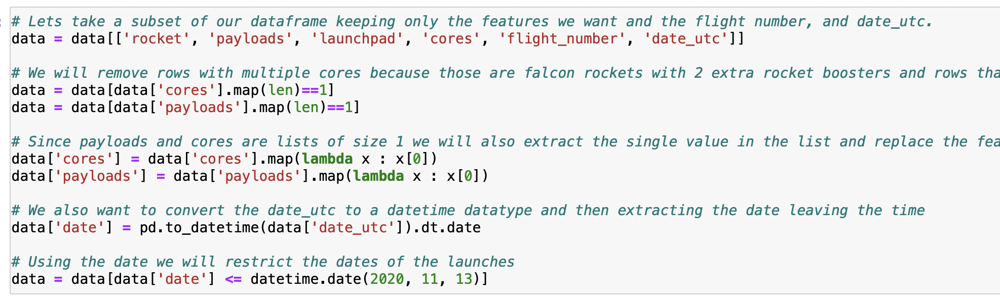 # Lets take a subset of our dataframe keeping only the features we want and the flight number, and date_utc.
data = data[['rocket', 'payloads', 'launchpad', 'cores', 'flight_number', 'date_utc']]
# We will remove rows with multiple cores because those are falcon rockets with 2 extra rocket boosters and rows tha
data = data[data['cores'].map(len)==1]
data = data[data['payloads'].map(len)==1]
# Since payloads and cores are lists of size 1 we will also extract the single value in the list and replace the fea
data['cores'] = data['cores'].map(lambda x : x[0])
data['payloads'] = data['payloads'].map(lambda x : x[0])
# We also want to convert the date_utc to a datetime datatype and then extracting the date leaving the time
data['date'] = pd.to_datetime(data['date_utc']).dt.date
# Using the date we will restrict the dates of the launches
data = data[data['date'] <= datetime.date(2020, 11, 13)]